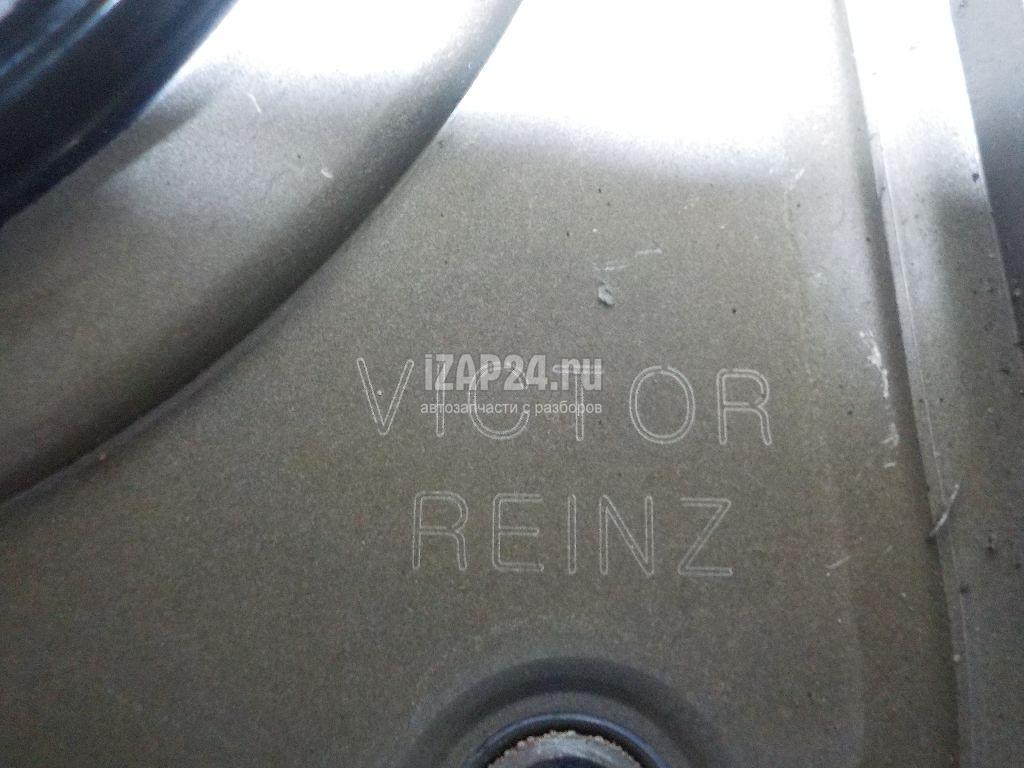 VICTOR
iZAP24.ru
автозапчасти с разборов
REINZ